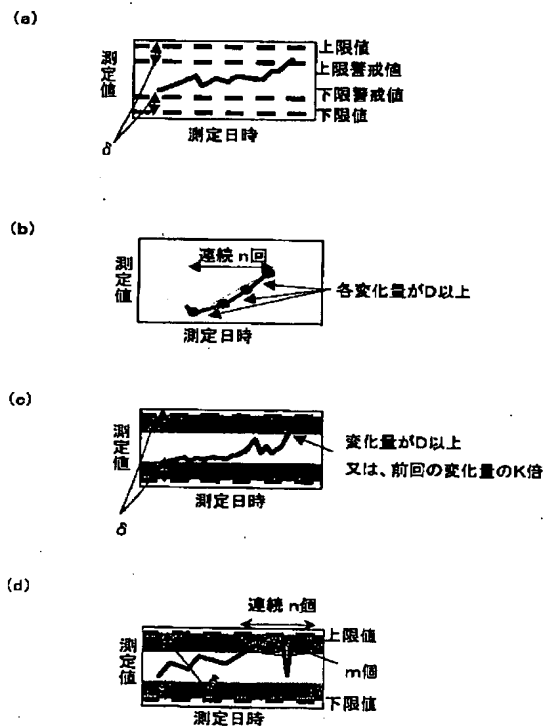 (a)
測定値
上限値
上限警戒値
下限警戒値
下限値
δ
測定日時
(b)
測定値
連続n回
各変化量がD以上
測定日時
(c)
測定値
変化量がD以上
又は、前回の変化量のK倍
測定日時
δ
(d)
連続n個
測定値
上限値
m個
下限値
測定日時